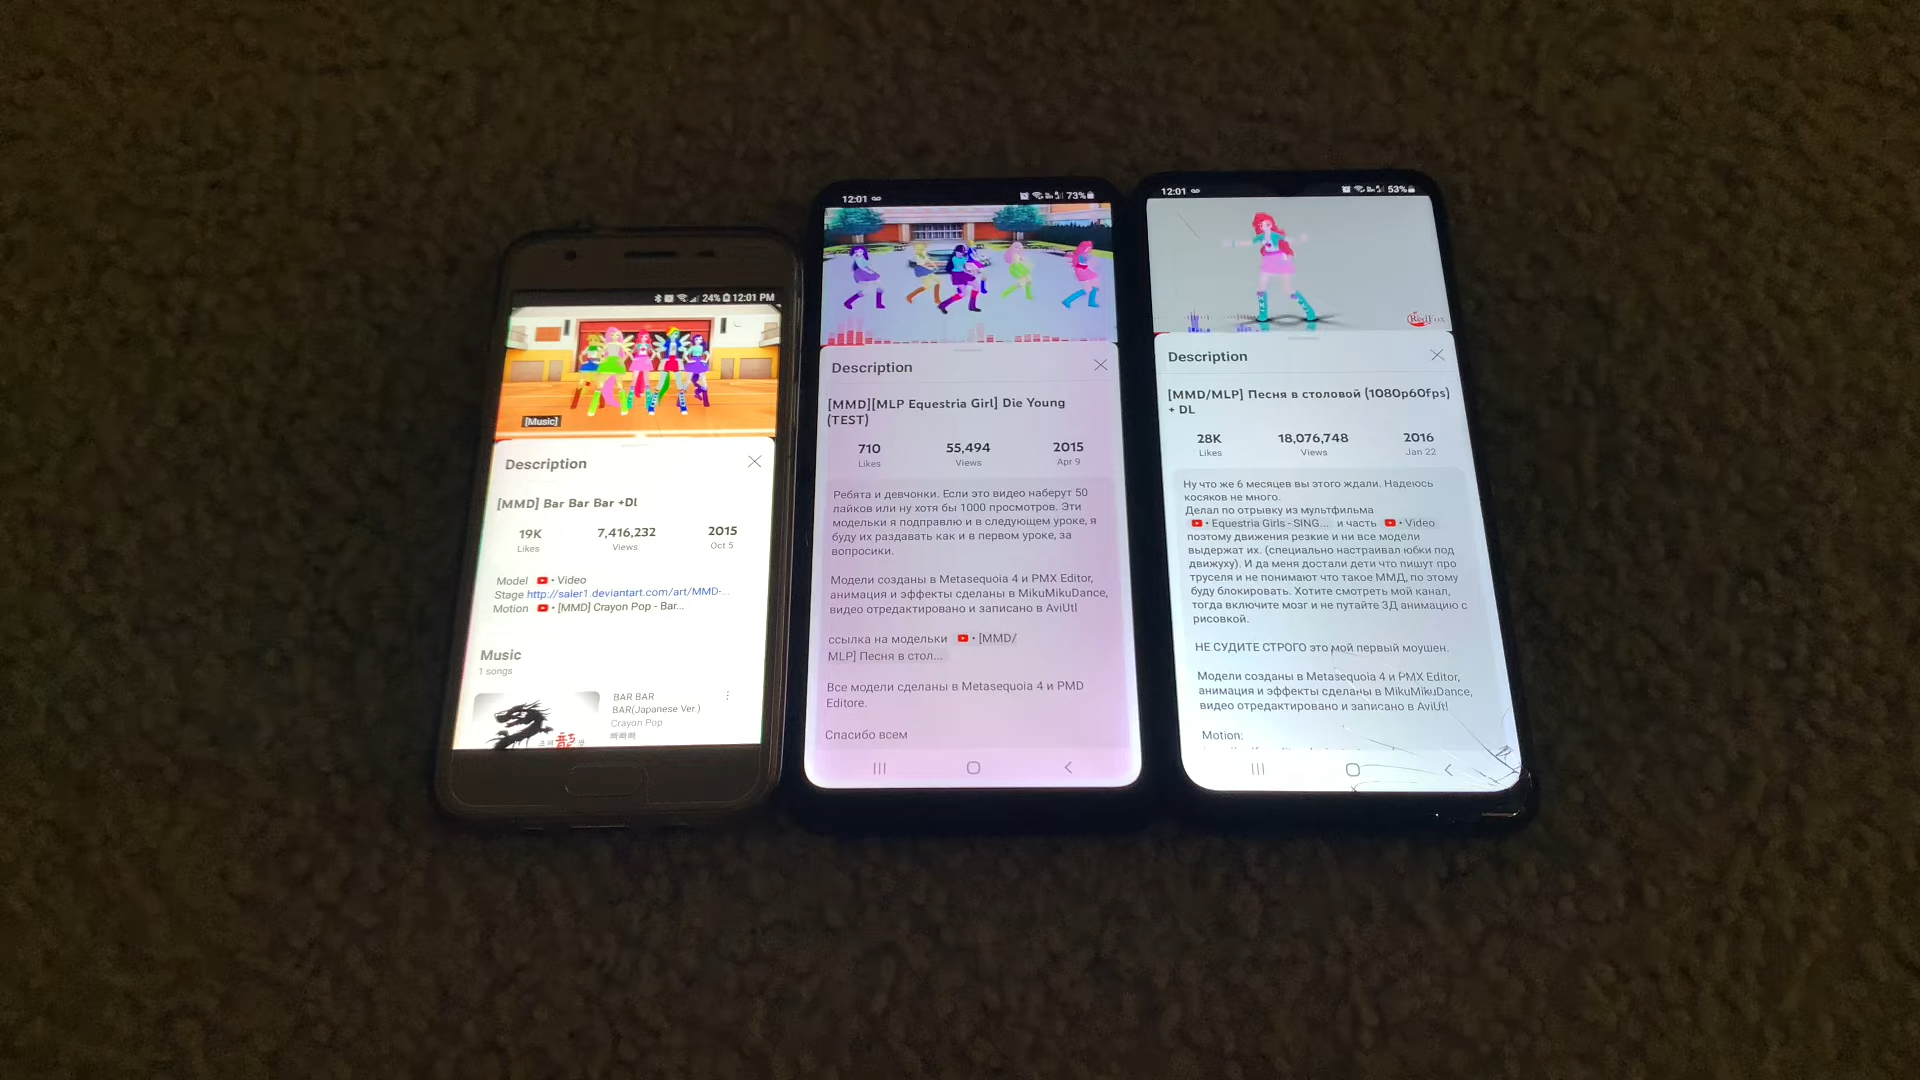 24% 12:01 PM
[Music]
Description
[MMD] Bar Bar Bar +Dl
19K 7,416,232 2015
Likes Views Oct 5
Model • Video
Stage http://saler1.deviantart.com/art/MMD-...
Motion • [MMD] Crayon Pop - Bar...
Music
1 songs
BAR BAR
BAR(Japanese Ver.)
Crayon Pop
빠빠빠
12:01 73%
Description
[MMD][MLP Equestria Girl] Die Young
(TEST)
710 55,494 2015
Likes Views Apr 9
Ребята и девчонки. Если это видео наберут 50
лайков или ну хотя бы 1000 просмотров. Эти
модельки я подправлю и в следующем уроке, я
буду их раздавать как и в первом уроке, за
вопросики.
Модели созданы в Metasequoia 4 и PMX Editor,
анимация и эффекты сделаны в MikuMikuDance,
видео отредактировано и записано в AviUtl
ссылка на модельки • [MMD/
MLP] Песня в стол...
Все модели сделаны в Metasequoia 4 и PMD
Editore.
Спасибо всем
12:01 53%
RedFox
Description
[MMD/MLP] Песня в столовой (1080p60fps)
+ DL
28K 18,076,748 2016
Likes Views Jan 22
Ну что же 6 месяцев вы этого ждали. Надеюсь
косяков не много.
Делал по отрывку из мультфильма
• Equestria Girls - SING... и часть • Video
поэтому движения резкие и ни все модели
выдержат их. (специально настраивал юбки под
движуху). И да меня достали дети что пишут про
труселя и не понимают что такое ММД, по этому
буду блокировать. Хотите смотреть мой канал,
тогда включите мозг и не путайте 3Д анимацию с
рисовкой.
НЕ СУДИТЕ СТРОГО это мой первый моушен.
Модели созданы в Metasequoia 4 и PMX Editor,
анимация и эффекты сделаны в MikuMikuDance,
видео отредактировано и записано в AviUtl
Motion: